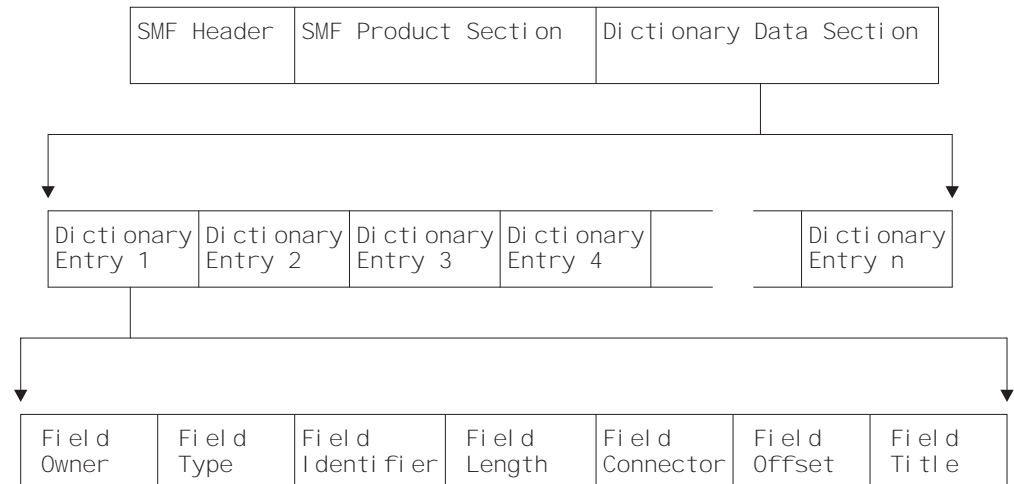 SMF Header SMF Product Section Dictionary Data Section
Dictionary Dictionary Dictionary Dictionary Dictionary
Entry 1 Entry 2 Entry 3 Entry 4 Entry n
Field Field Field Field Field Field Field
Owner Type Identifier Length Connector Offset Title